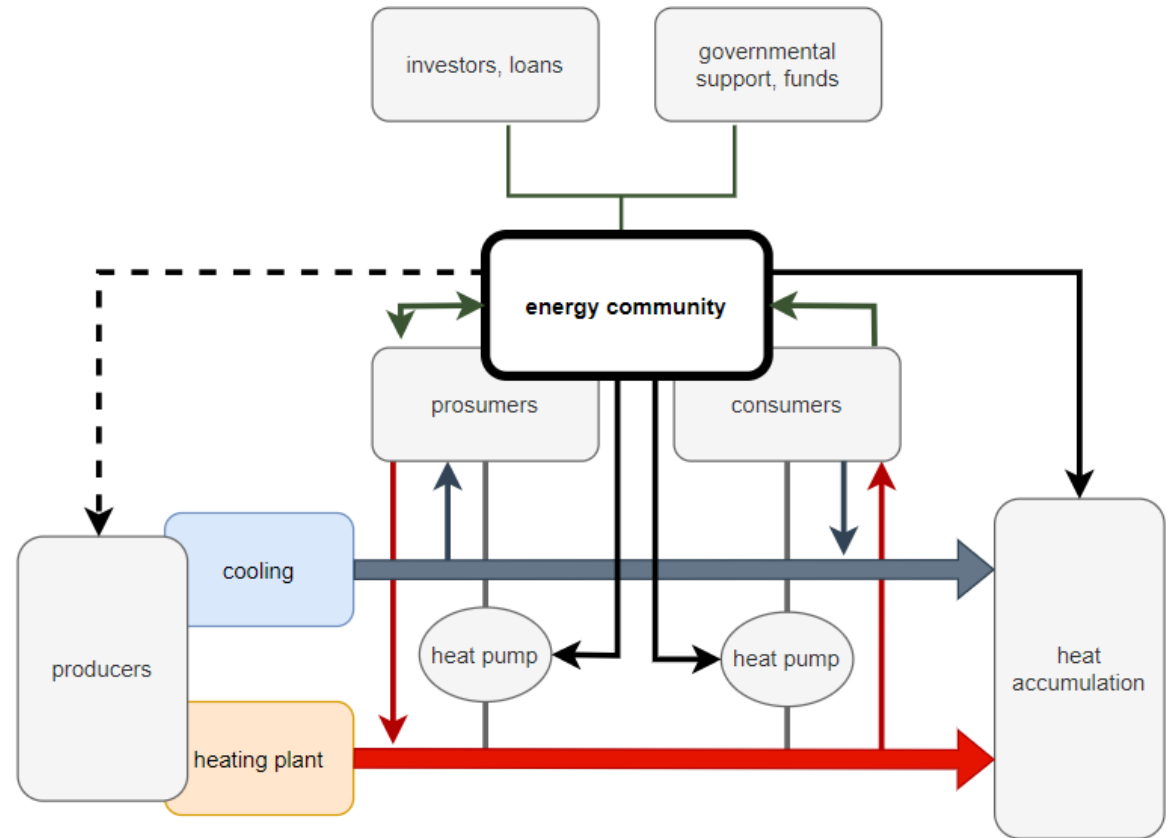 investors, loans
governmental
support, funds
energy community
prosumers
consumers
cooling
producers
heat pump
heat pump
heat
accumulation
heating plant